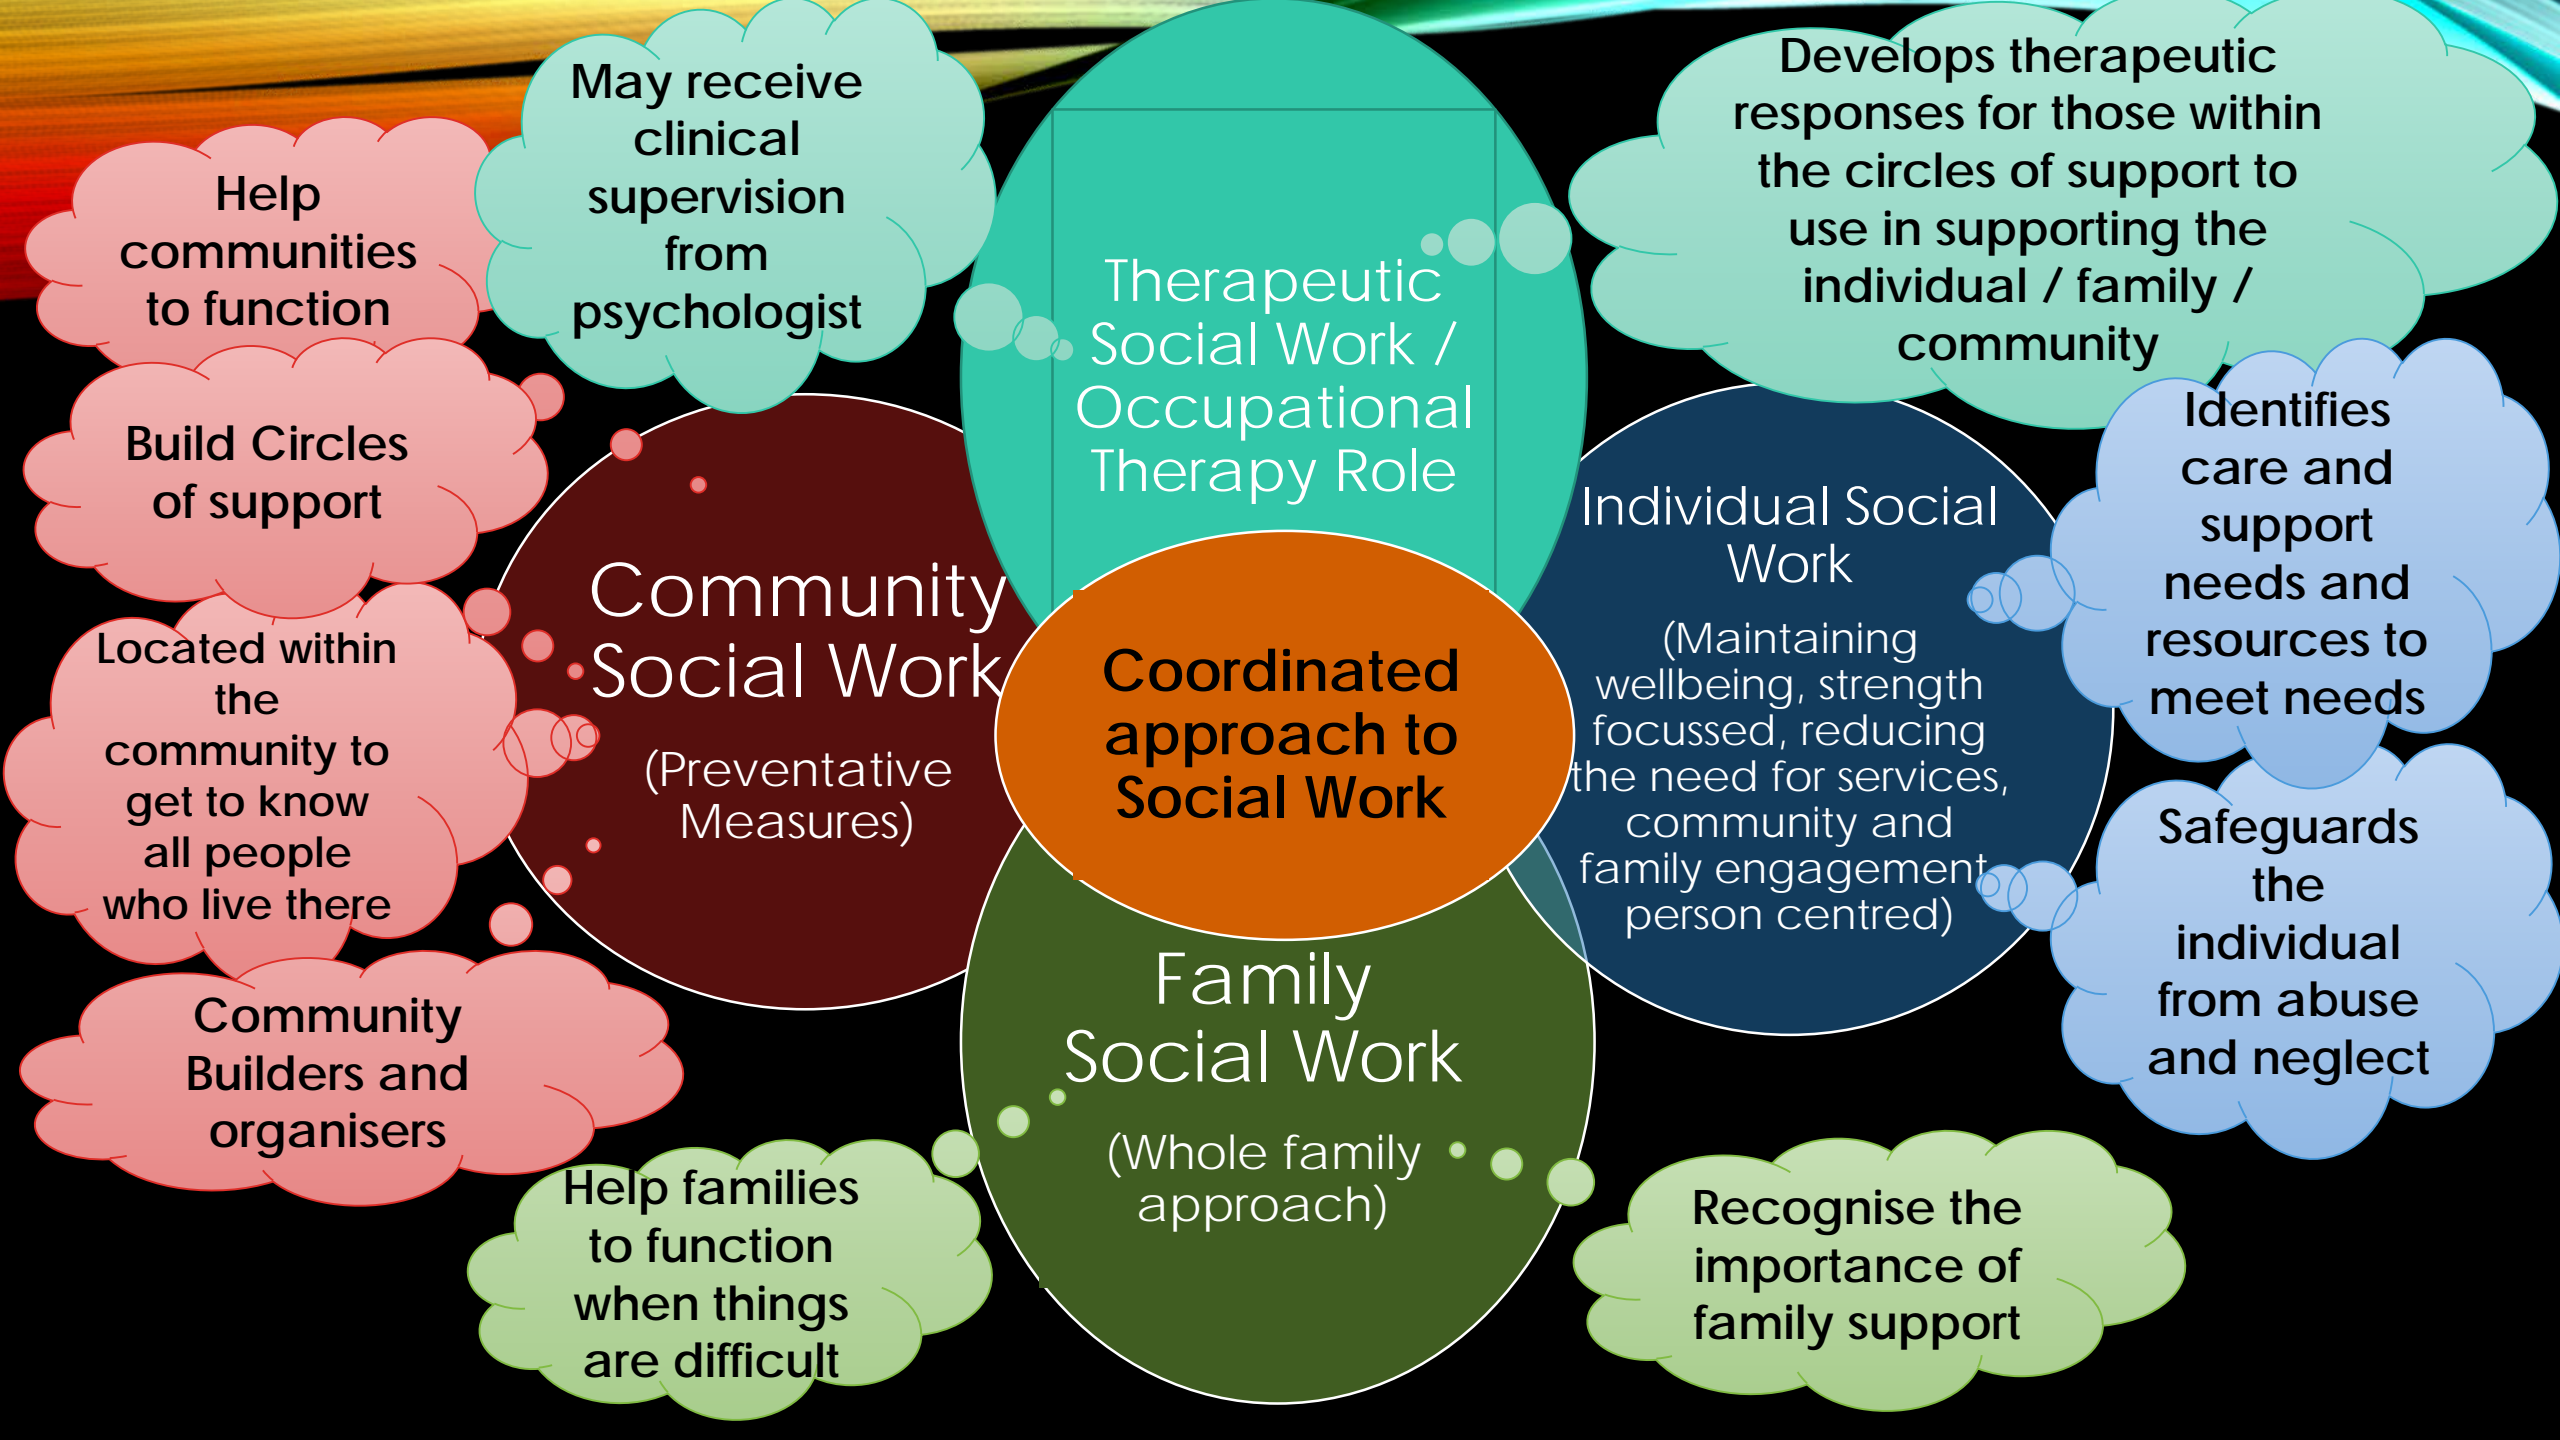 Help
communities
to function
May receive
clinical
supervision
from
psychologist
Therapeutic
Social Work /
Occupational
Therapy Role
Develops therapeutic
responses for those within
the circles of support to
use in supporting the
individual / family /
community
Build Circles
of support
Located within
the
community to
get to know
all people
who live there
Community
Builders and
organisers
Community
Social Work
(Preventative
Measures)
Coordinated
approach to
Social Work
Individual Social
Work
(Maintaining
wellbeing, strength
focussed, reducing
the need for services,
community and
family engagement
person centred)
Identifies
care and
support
needs and
resources to
meet needs
Safeguards
the
individual
from abuse
and neglect
Family
Social Work
(Whole family
approach)
Help families
to function
when things
are difficult
Recognise the
importance of
family support